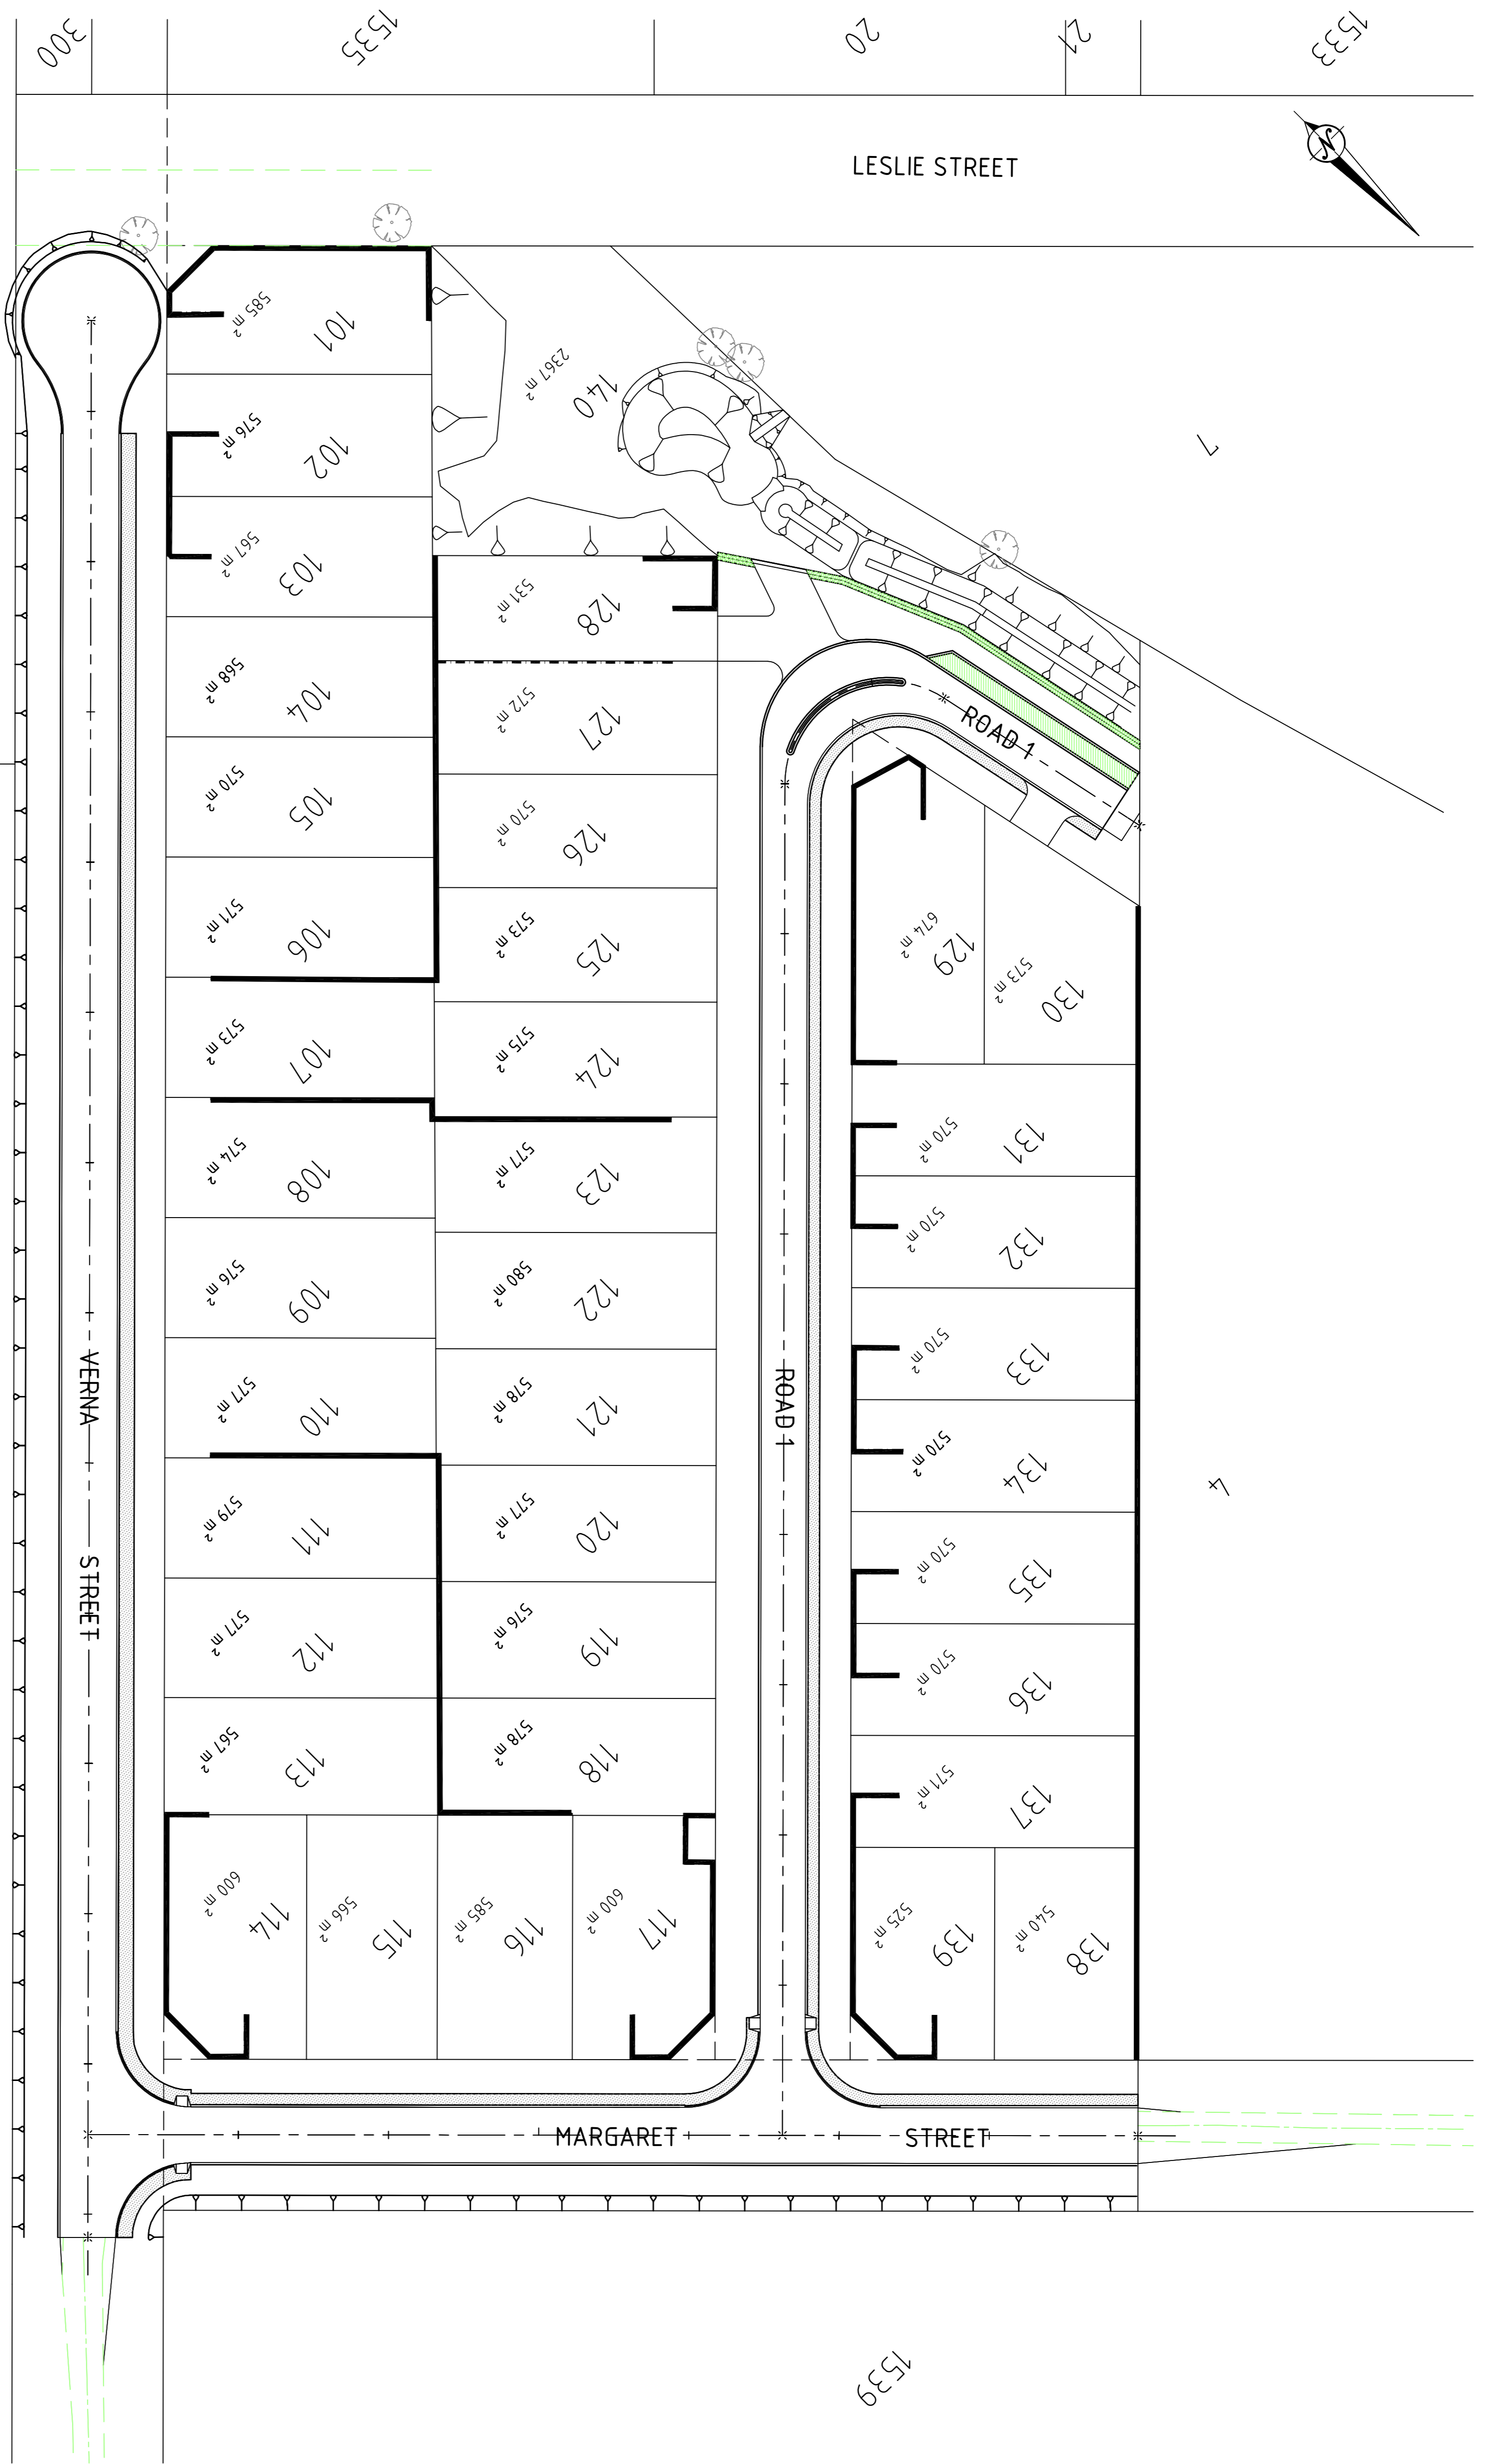 300
1535
20
21
1533
LESLIE STREET
N
101
585 m²
102
576 m²
103
567 m²
104
568 m²
105
570 m²
106
571 m²
107
573 m²
108
574 m²
109
576 m²
110
577 m²
111
579 m²
112
577 m²
113
567 m²
114
600 m²
115
566 m²
116
585 m²
117
600 m²
118
578 m²
119
576 m²
120
577 m²
121
578 m²
122
580 m²
123
577 m²
124
575 m²
125
573 m²
126
570 m²
127
572 m²
128
531 m²
140
2367 m²
7
ROAD 1
129
674 m²
130
573 m²
131
570 m²
132
570 m²
133
570 m²
134
570 m²
135
570 m²
136
570 m²
137
571 m²
138
540 m²
139
525 m²
4
VERNA STREET
ROAD 1
MARGARET STREET
1539